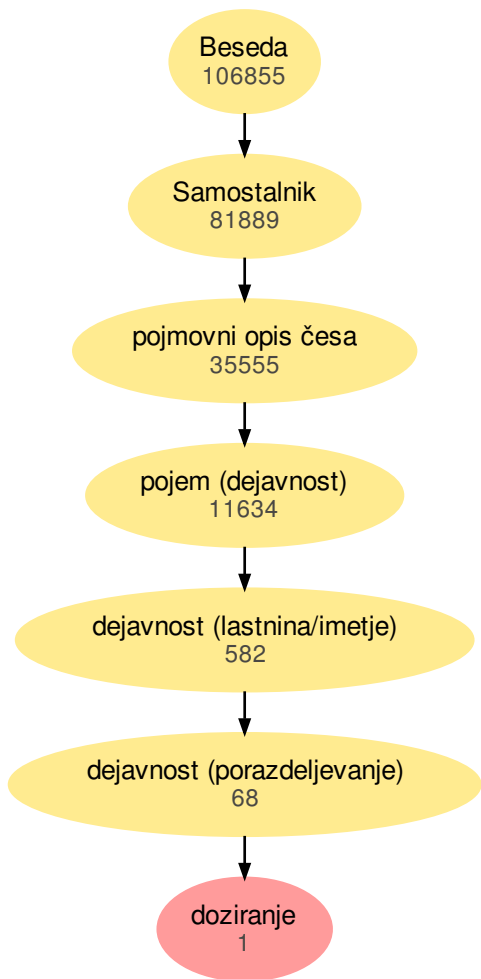 Beseda
106855
Samostalnik
81889
pojmovni opis česa
35555
pojem (dejavnost)
11634
dejavnost (lastnina/imetje)
582
dejavnost (porazdeljevanje)
68
doziranje
1